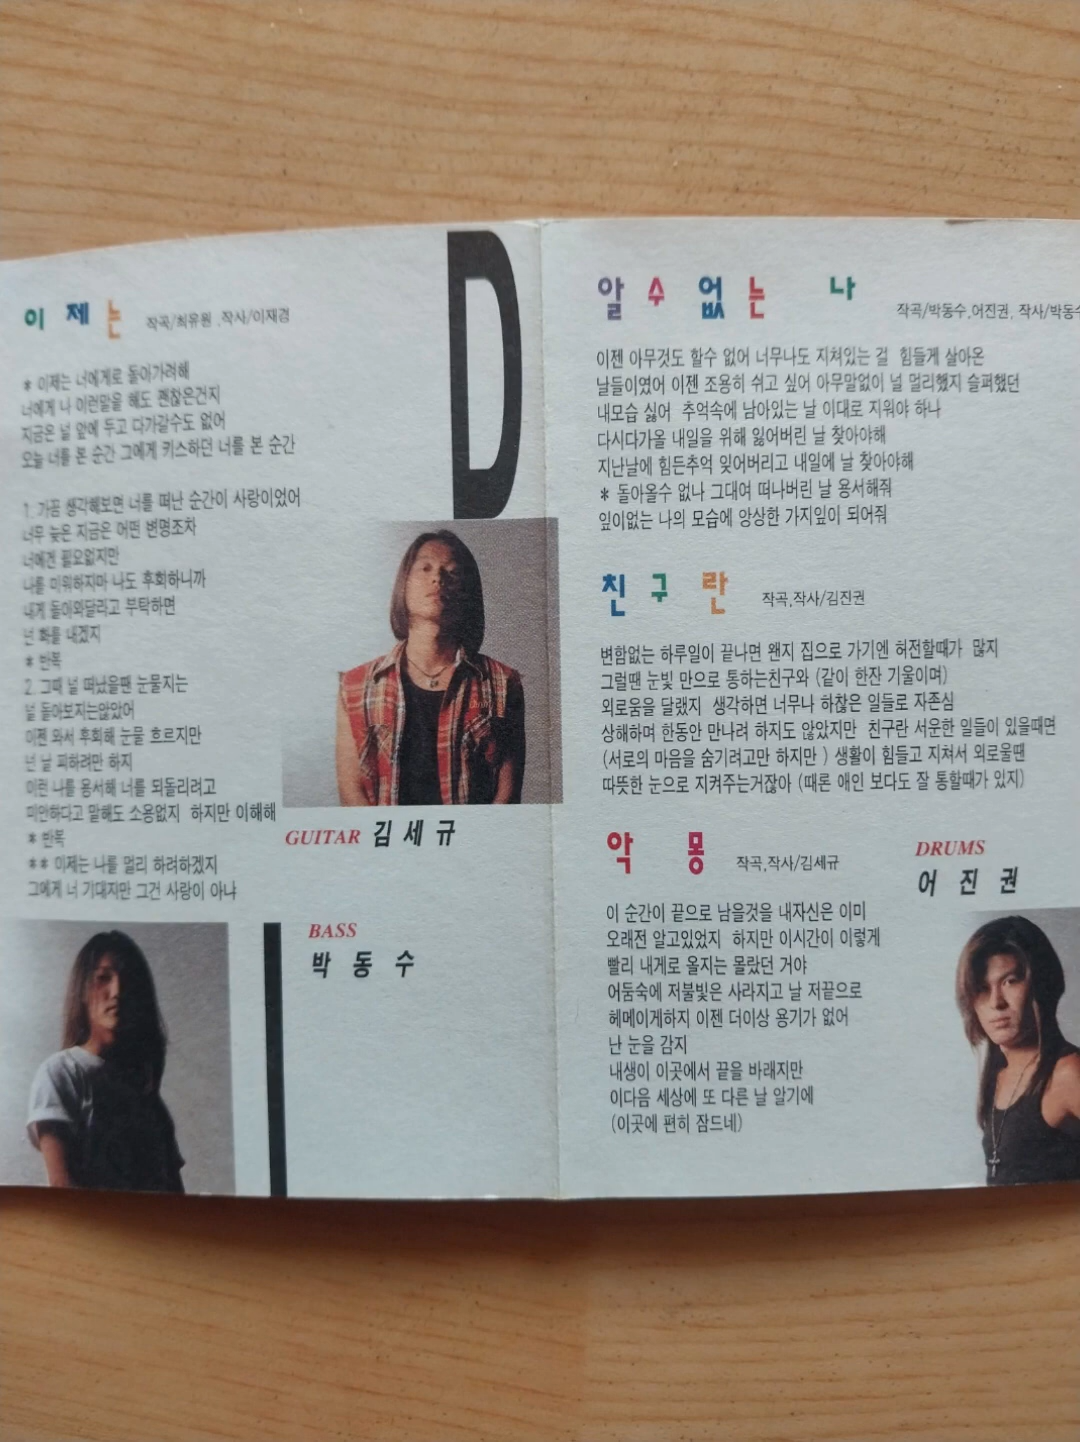 이제는 작곡/최유원 .작사/이재경
* 이제는 너에게로 돌아가려해
너에게 나 이런말을 해도 괜찮은건지
지금은 널 앞에 두고 다가갈수도 없어
오늘 너를 본 순간 그에게 키스하던 너를 본 순간
1. 가끔 생각해보면 너를 떠난 순간이 사랑이었어
너무 늦은 지금은 어떤 변명조차
너에겐 필요없지만
나를 미워하지마 나도 후회하니까
내게 돌아와달라고 부탁하면
넌 화를 내겠지
* 반복
2. 그때 널 떠났을땐 눈물지는
널 돌아보지는않았어
이젠 와서 후회해 눈물 흐르지만
넌 날 피하려만 하지
이런 나를 용서해 너를 되돌리려고
미안하다고 말해도 소용없지 하지만 이해해
* 반복
** 이제는 나를 멀리 하려하겠지
그에게 너 기대지만 그건 사랑이 아냐
D
GUITAR 김세규
BASS
박동수
알수없는 나 작곡/박동수.어진권, 작사/박동수
이젠 아무것도 할수 없어 너무나도 지쳐있는 걸 힘들게 살아온
날들이였어 이젠 조용히 쉬고 싶어 아무말없이 널 멀리했지 슬퍼했던
내모습 싫어 추억속에 남아있는 날 이대로 지워야 하나
다시다가올 내일을 위해 잃어버린 날 찾아야해
지난날에 힘든추억 잊어버리고 내일에 날 찾아야해
* 돌아올수 없나 그대여 떠나버린 날 용서해줘
잎이없는 나의 모습에 앙상한 가지잎이 되어줘
친구란 작곡,작사/김진권
변함없는 하루일이 끝나면 왠지 집으로 가기엔 허전할때가 많지
그럴땐 눈빛 만으로 통하는친구와 (같이 한잔 기울이며)
외로움을 달랬지 생각하면 너무나 하찮은 일들로 자존심
상해하며 한동안 만나려 하지도 않았지만 친구란 서운한 일들이 있을때면
(서로의 마음을 숨기려고만 하지만 ) 생활이 힘들고 지쳐서 외로울땐
따뜻한 눈으로 지켜주는거잖아 (때론 애인 보다도 잘 통할때가 있지)
악몽 작곡,작사/김세규
이 순간이 끝으로 남을것을 내자신은 이미
오래전 알고있었지 하지만 이시간이 이렇게
빨리 내게로 올지는 몰랐던 거야
어둠숙에 저불빛은 사라지고 날 저끝으로
헤메이게하지 이젠 더이상 용기가 없어
난 눈을 감지
내생이 이곳에서 끝을 바래지만
이다음 세상에 또 다른 날 알기에
(이곳에 편히 잠드네)
DRUMS
어진권